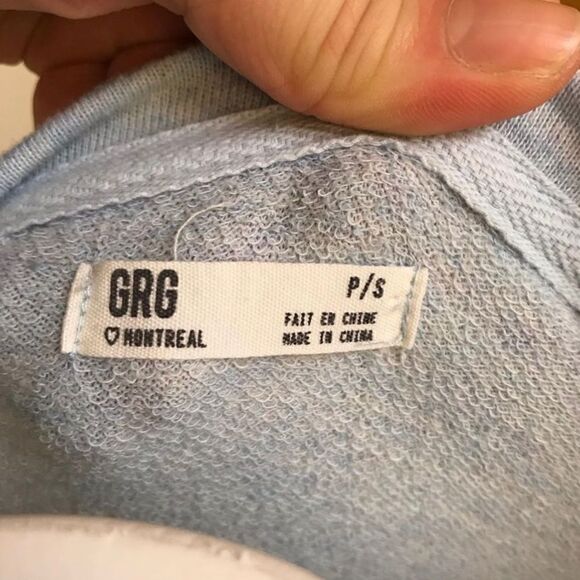 GRG
♡ MONTREAL
P/S
FAIT EN CHINE
MADE IN CHINA